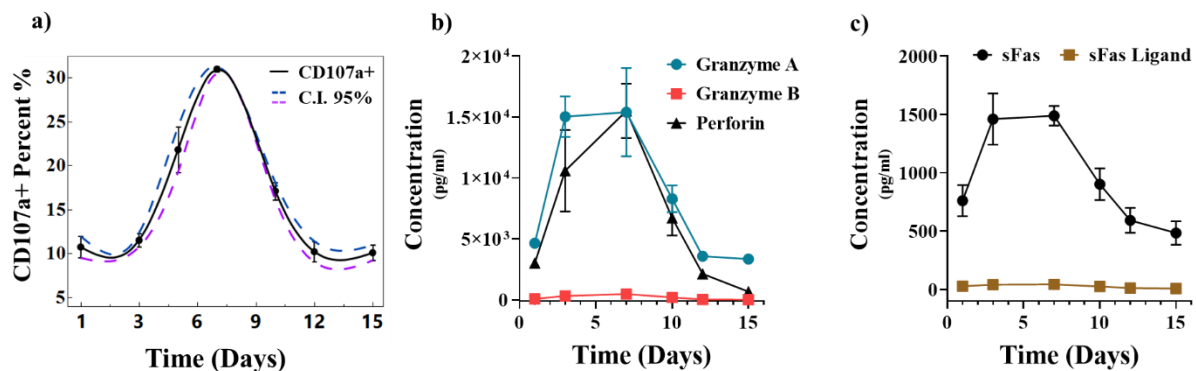 a)
CD107a+ Percent %
30
25
20
15
10
5
1 3 6 9 12 15
Time (Days)
CD107a+
C.I. 95%
b)
Concentration
(pg/ml)
2×10⁴
1.5×10⁴
1×10⁴
5×10³
0
0 5 10 15
Time (Days)
Granzyme A
Granzyme B
Perforin
c)
Concentration
(pg/ml)
2000
1500
1000
500
0
0 5 10 15
Time (Days)
sFas sFas Ligand